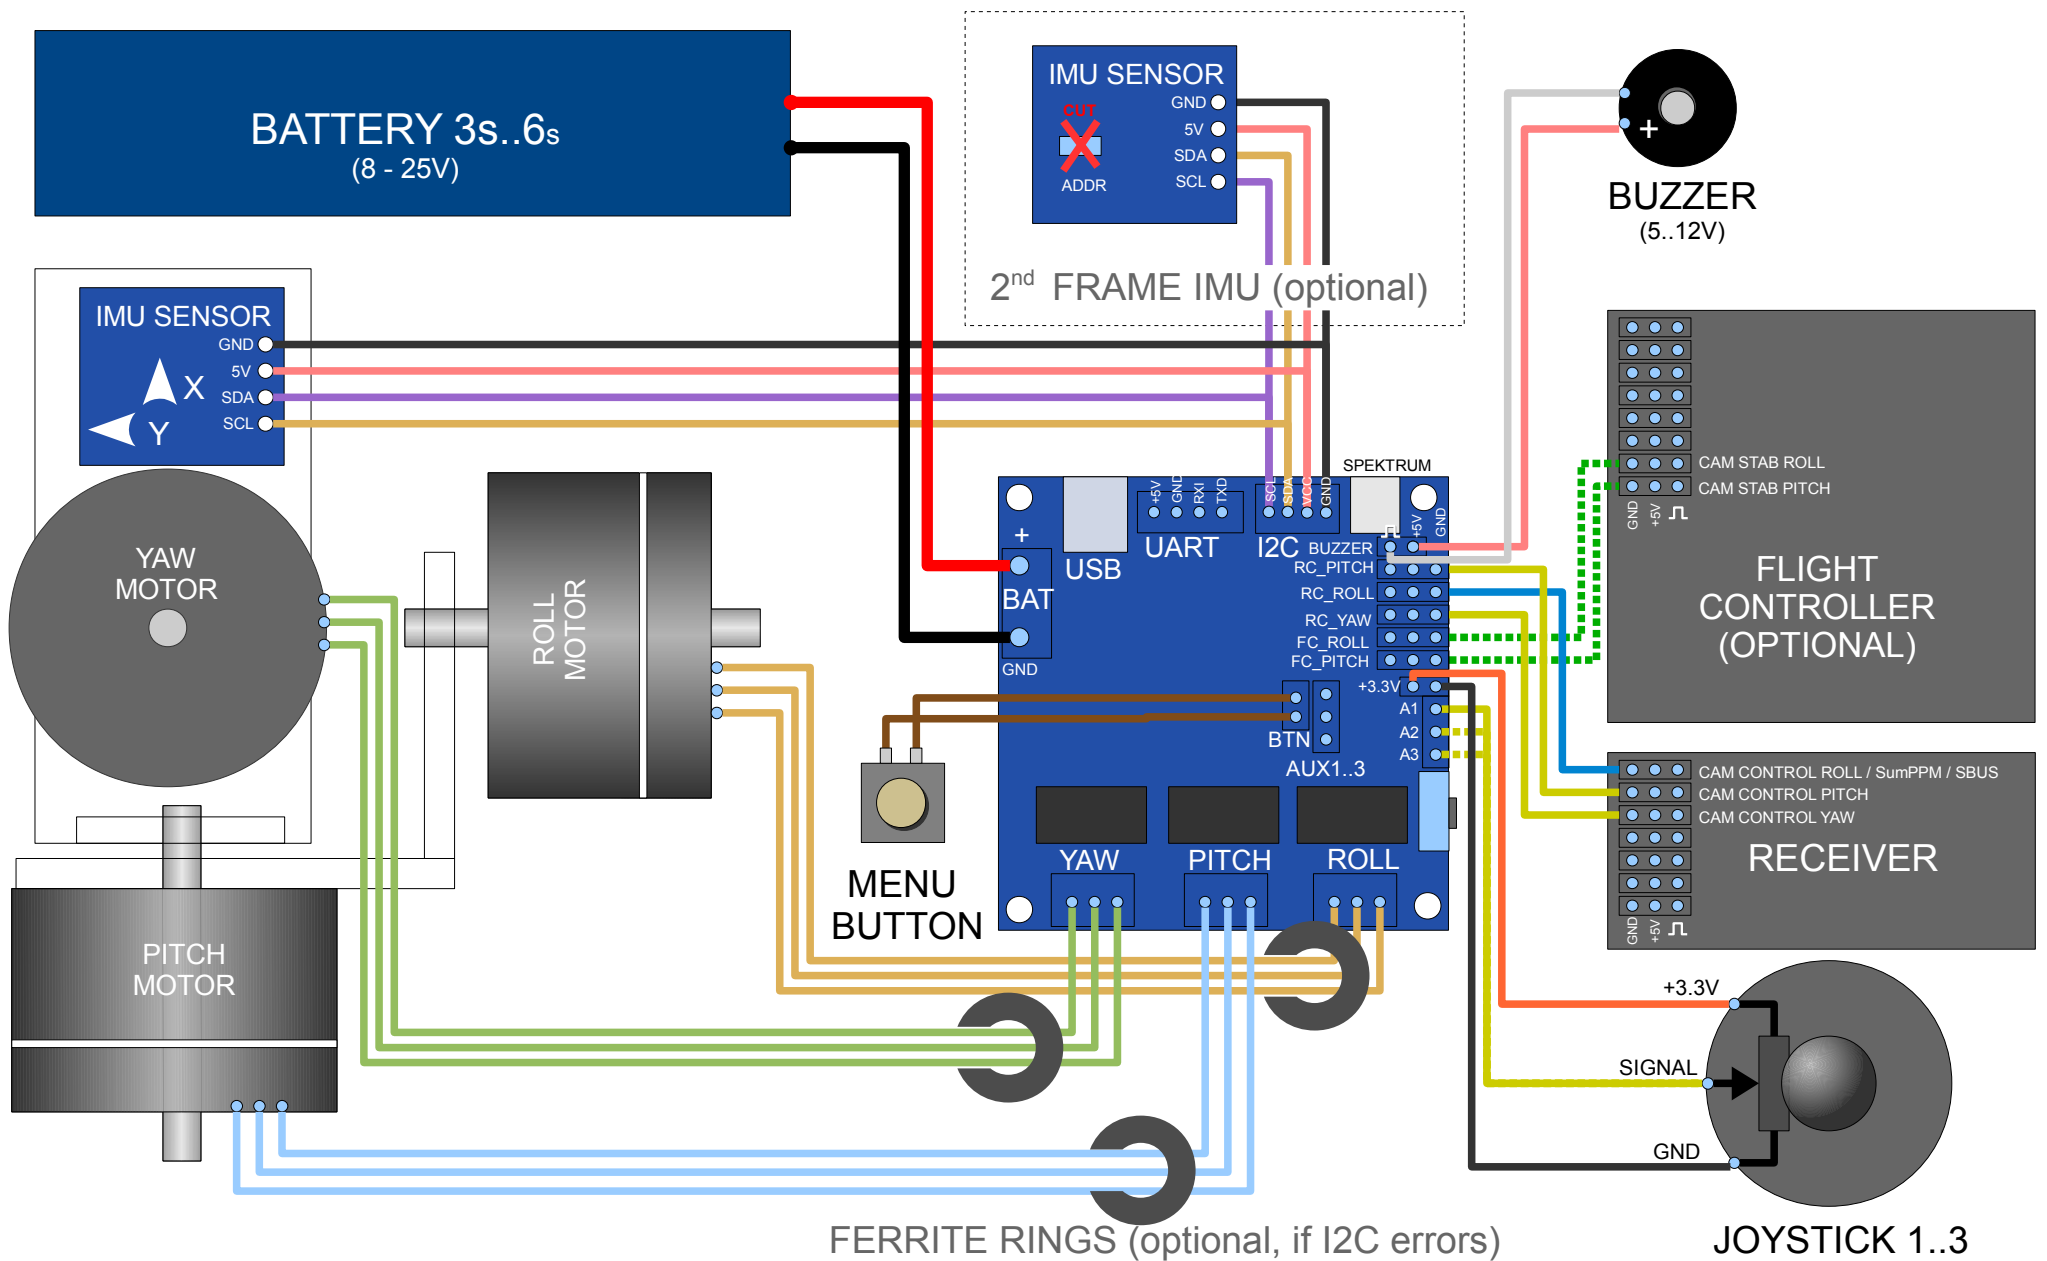 BATTERY 3s..6s
(8 - 25V)
IMU SENSOR
GND
5V
SDA
SCL
CUT
ADDR
2nd FRAME IMU (optional)
+
BUZZER
(5..12V)
IMU SENSOR
GND
5V
SDA
SCL
X
Y
YAW
MOTOR
ROLL
MOTOR
PITCH
MOTOR
MENU
BUTTON
SPEKTRUM
+
BAT
GND
USB
+5V
GND
RXI
TXD
UART
SCL
SDA
VCC
GND
I2C
+5V
GND
BUZZER
RC_PITCH
RC_ROLL
RC_YAW
FC_ROLL
FC_PITCH
+3.3V
A1
A2
A3
BTN
AUX1..3
YAW
PITCH
ROLL
CAM STAB ROLL
CAM STAB PITCH
GND
+5V
FLIGHT
CONTROLLER
(OPTIONAL)
CAM CONTROL ROLL / SumPPM / SBUS
CAM CONTROL PITCH
CAM CONTROL YAW
RECEIVER
GND
+5V
+3.3V
SIGNAL
GND
JOYSTICK 1..3
FERRITE RINGS (optional, if I2C errors)